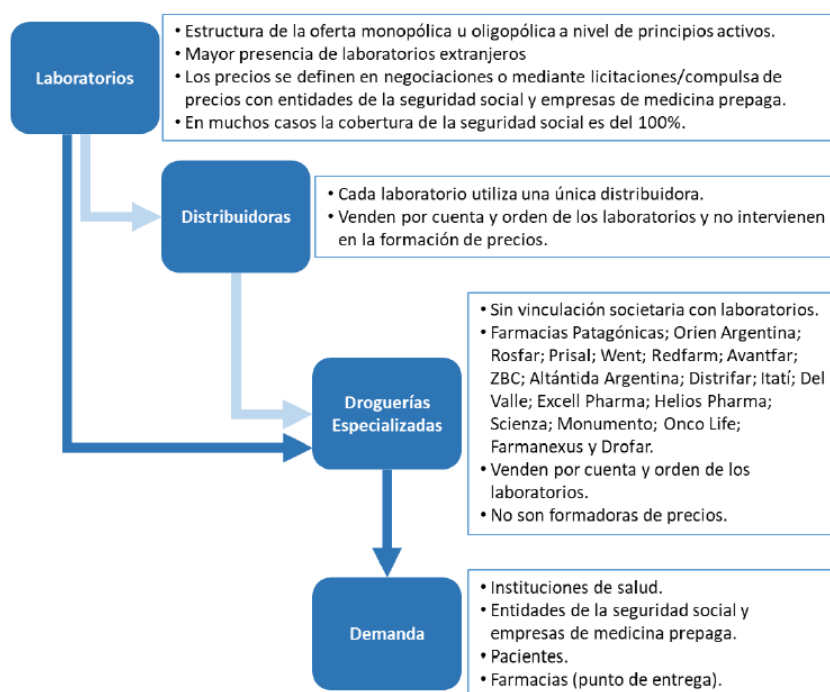 Laboratorios
• Estructura de la oferta monopólica u oligopólica a nivel de principios activos.
• Mayor presencia de laboratorios extranjeros
• Los precios se definen en negociaciones o mediante licitaciones/compulsa de
precios con entidades de la seguridad social y empresas de medicina prepaga.
• En muchos casos la cobertura de la seguridad social es del 100%.
Distribuidoras
• Cada laboratorio utiliza una única distribuidora.
• Venden por cuenta y orden de los laboratorios y no intervienen
en la formación de precios.
Droguerías
Especializadas
• Sin vinculación societaria con laboratorios.
• Farmacias Patagónicas; Orien Argentina;
Rosfar; Prisal; Went; Redfarm; Avantfar;
ZBC; Altántida Argentina; Distrifar; Itatí; Del
Valle; Excell Pharma; Helios Pharma;
Scienza; Monumento; Onco Life;
Farmanexus y Drofar.
• Venden por cuenta y orden de los
laboratorios.
• No son formadoras de precios.
Demanda
• Instituciones de salud.
• Entidades de la seguridad social y
empresas de medicina prepaga.
• Pacientes.
• Farmacias (punto de entrega).